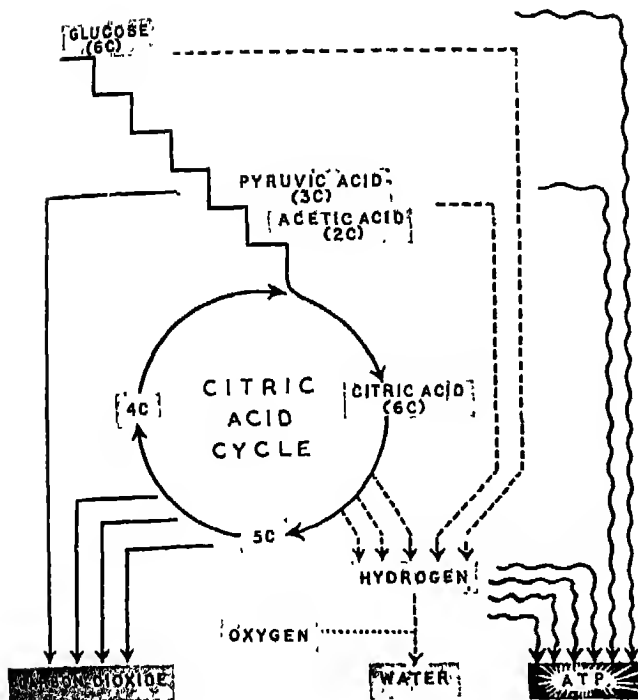 GLUCOSE
(6C)
PYRUVIC ACID
(3C)
ACETIC ACID
(2C)
CITRIC
ACID
CYCLE
CITRIC ACID
(6C)
4C
5C
HYDROGEN
OXYGEN
CARBON DIOXIDE
WATER
ATP